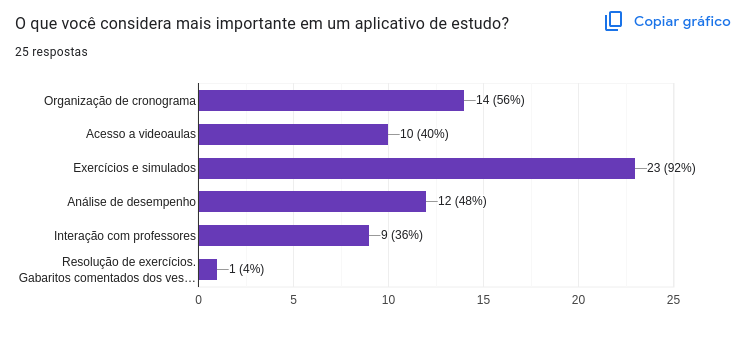 O que você considera mais importante em um aplicativo de estudo?
Copiar gráfico
25 respostas
Organização de cronograma
14 (56%)
Acesso a videoaulas
10 (40%)
Exercícios e simulados
23 (92%)
Análise de desempenho
12 (48%)
Interação com professores
9 (36%)
Resolução de exercícios.
Gabaritos comentados dos ves…
1 (4%)
0 5 10 15 20 25